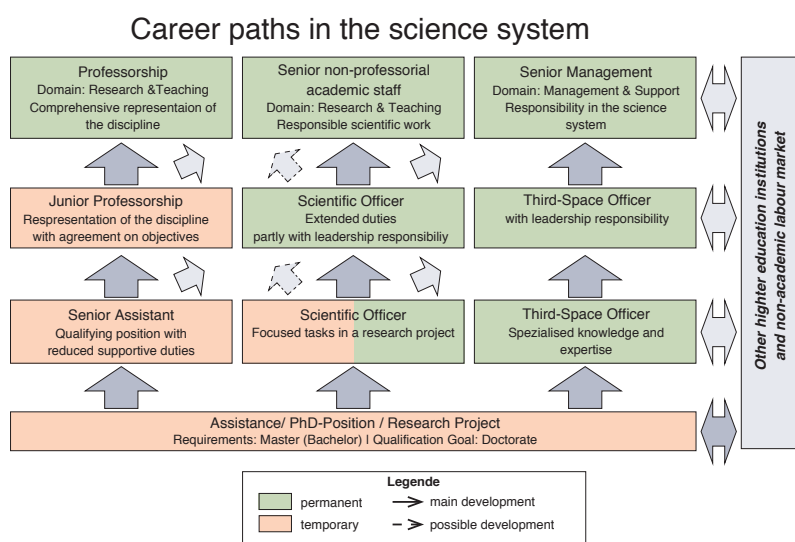 Career paths in the science system
Professorship
Domain: Research &Teaching
Comprehensive representaion of
the discipline
Senior non-professorial
academic staff
Domain: Research & Teaching
Responsible scientific work
Senior Management
Domain: Management & Support
Responsibility in the science
system
Junior Professorship
Respresentation of the discipline
with agreement on objectives
Scientific Officer
Extended duties
partly with leadership responsibiliy
Third-Space Officer
with leadership responsibility
Senior Assistant
Qualifying position with
reduced supportive duties
Scientific Officer
Focused tasks in a research project
Third-Space Officer
Spezialised knowledge and
expertise
Assistance/ PhD-Position / Research Project
Requirements: Master (Bachelor) I Qualification Goal: Doctorate
Other highter education institutions
and non-academic labour market
Legende
permanent
main development
temporary
possible development